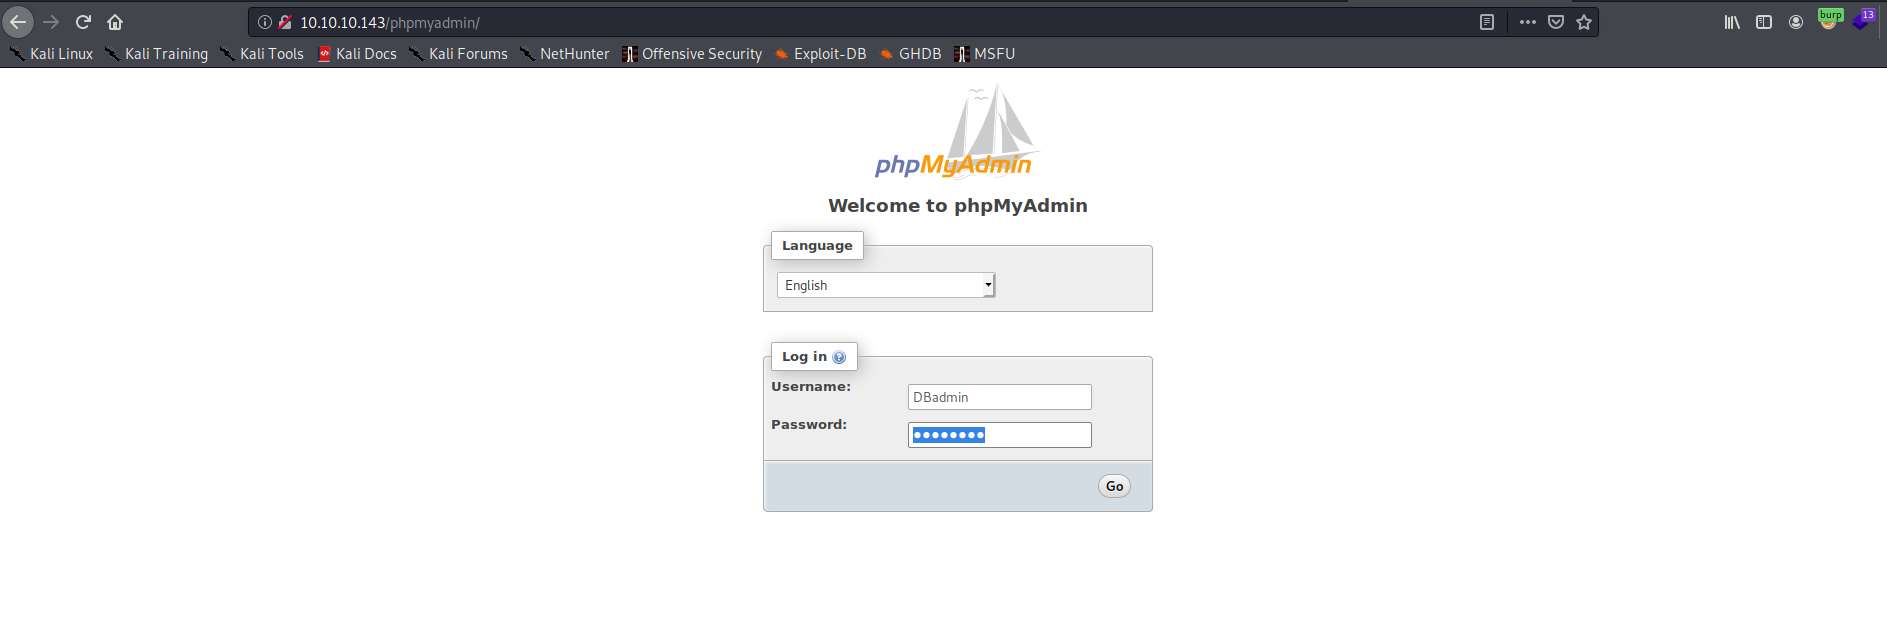 10.10.10.143/phpmyadmin/
burp
13
Kali Linux Kali Training Kali Tools Kali Docs Kali Forums NetHunter Offensive Security Exploit-DB GHDB MSFU
phpMyAdmin
Welcome to phpMyAdmin
Language
English
Log in
Username:
DBadmin
Password:
••••••••
Go